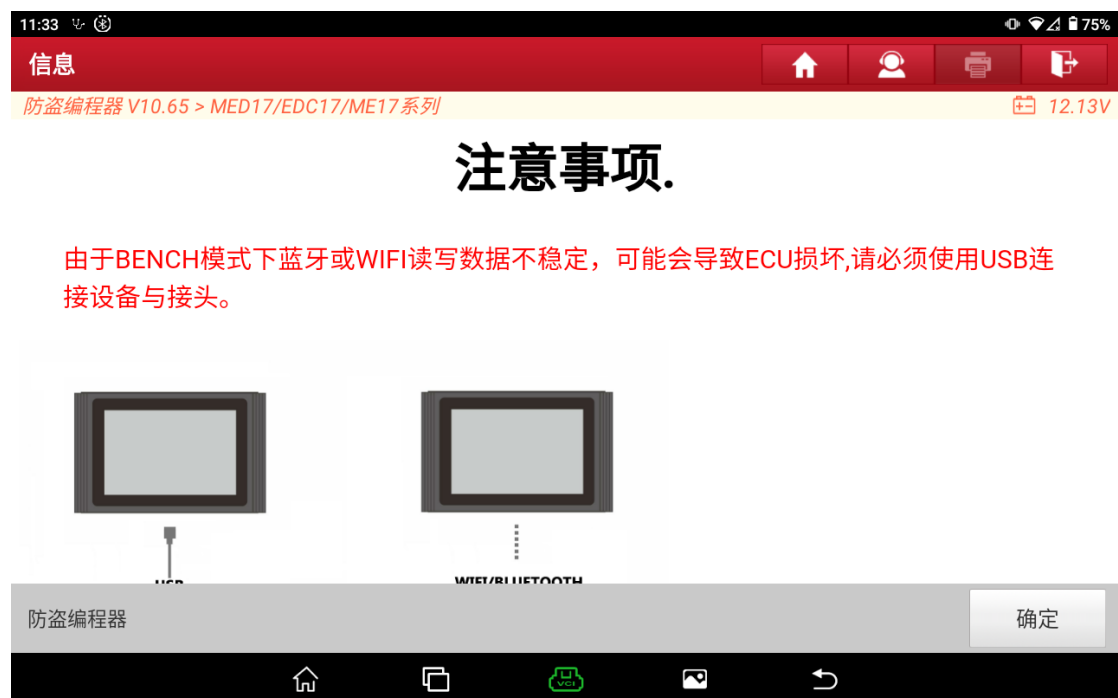 11:33
75%
信息
防盗编程器 V10.65 > MED17/EDC17/ME17系列
12.13V
注意事项.
由于BENCH模式下蓝牙或WIFI读写数据不稳定，可能会导致ECU损坏,请必须使用USB连
接设备与接头。
USB
WIFI/BLUETOOTH
防盗编程器
确定
VCI